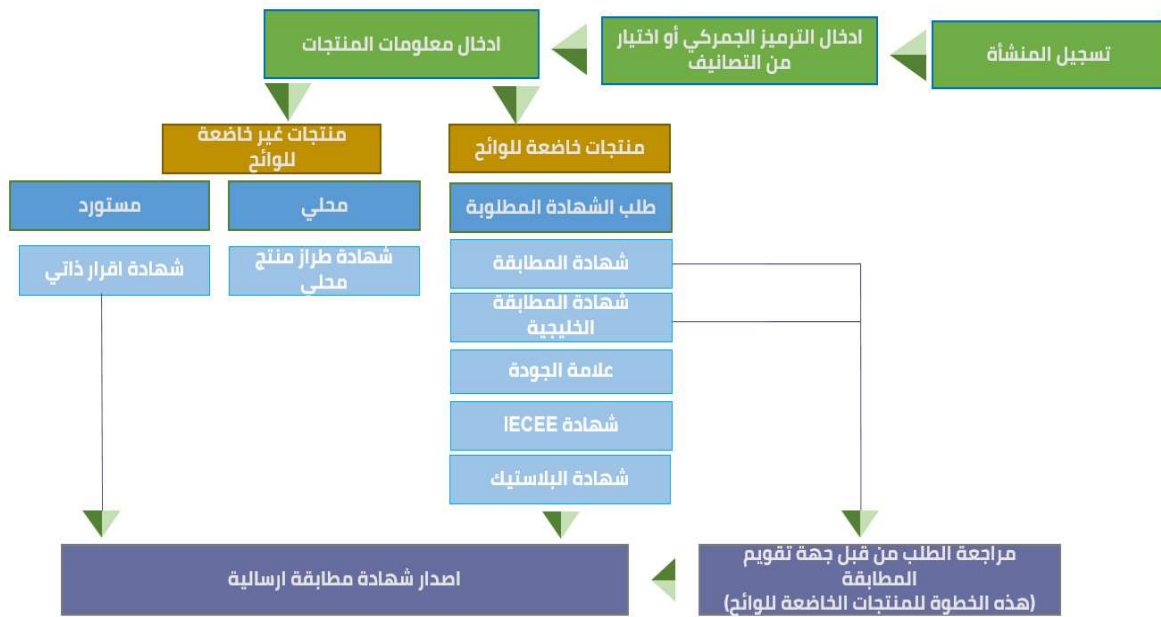 تسجيل المنشأة
ادخال الترميز الجمركي أو اختيار
من التصانيف
ادخال معلومات المنتجات
منتجات خاضعة للوائح
منتجات غير خاضعة
للوائح
طلب الشهادة المطلوبة
محلي
مستورد
شهادة المطابقة
شهادة طراز منتج
محلي
شهادة اقرار ذاتي
شهادة المطابقة
الخليجية
علامة الجودة
شهادة IECEE
شهادة البلاستيك
مراجعة الطلب من قبل جهة تقويم
المطابقة
(هذه الخطوة للمنتجات الخاضعة للوائح)
اصدار شهادة مطابقة ارسالية